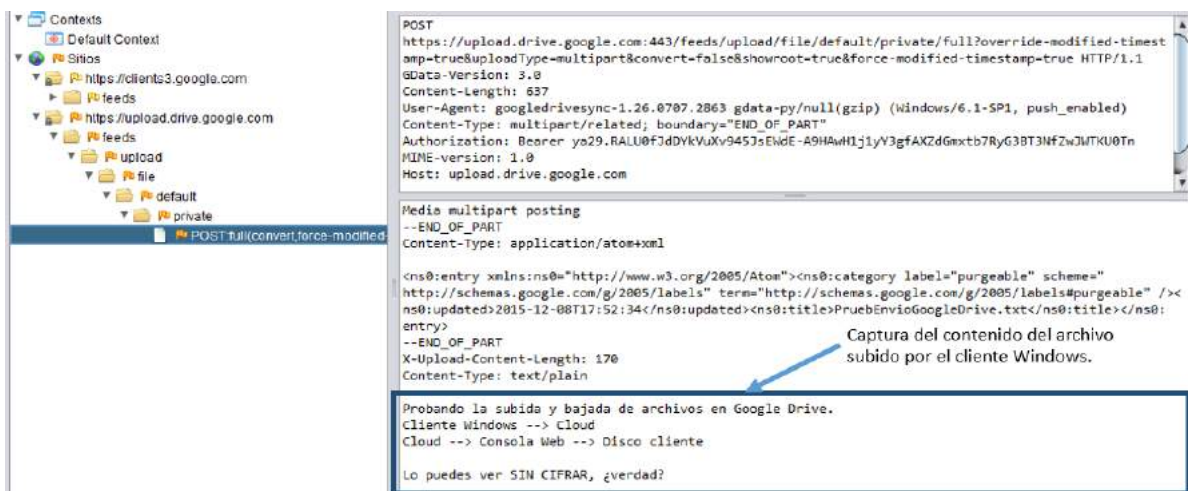 Contexts
Default Context
Sitios
https://clients3.google.com
feeds
https://upload.drive.google.com
feeds
upload
file
default
private
POST:full(convert,force-modified-
POST
https://upload.drive.google.com:443/feeds/upload/file/default/private/full?override-modified-timest
amp=true&uploadType=multipart&convert=false&showroot=true&force-modified-timestamp=true HTTP/1.1
GData-Version: 3.0
Content-Length: 637
User-Agent: googledrivesync-1.26.0707.2863 gdata-py/null(gzip) (Windows/6.1-SP1, push_enabled)
Content-Type: multipart/related; boundary="END_OF_PART"
Authorization: Bearer
MIME-version: 1.0
Host: upload.drive.google.com
Media multipart posting
--END_OF_PART
Content-Type: application/atom+xml
<ns0:entry xmlns:ns0="http://www.w3.org/2005/Atom"><ns0:category label="purgeable" scheme="
http://schemas.google.com/g/2005/labels" term="http://schemas.google.com/g/2005/labels#purgeable" /><
ns0:updated>2015-12-08T17:52:34</ns0:updated><ns0:title>PruebEnvioGoogleDrive.txt</ns0:title></ns0:
entry>
--END_OF_PART
X-Upload-Content-Length: 170
Content-Type: text/plain
Captura del contenido del archivo
subido por el cliente Windows.
Probando la subida y bajada de archivos en Google Drive.
Cliente Windows --> Cloud
Cloud --> Consola Web --> Disco cliente
Lo puedes ver SIN CIFRAR, ¿verdad?